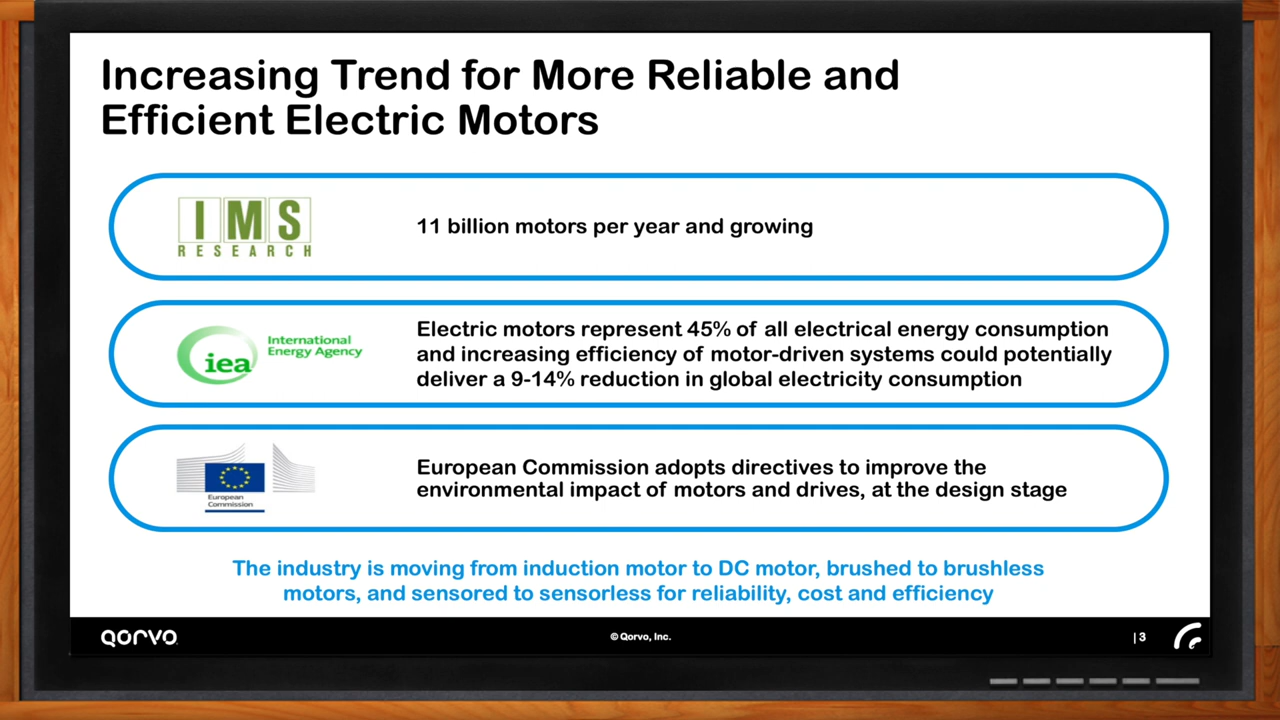 Increasing Trend for More Reliable and
Efficient Electric Motors
IMS
RESEARCH
11 billion motors per year and growing
iea
International
Energy Agency
Electric motors represent 45% of all electrical energy consumption
and increasing efficiency of motor-driven systems could potentially
deliver a 9-14% reduction in global electricity consumption
European
Commission
European Commission adopts directives to improve the
environmental impact of motors and drives, at the design stage
The industry is moving from induction motor to DC motor, brushed to brushless
motors, and sensored to sensorless for reliability, cost and efficiency
QORVO
© Qorvo, Inc.
| 3